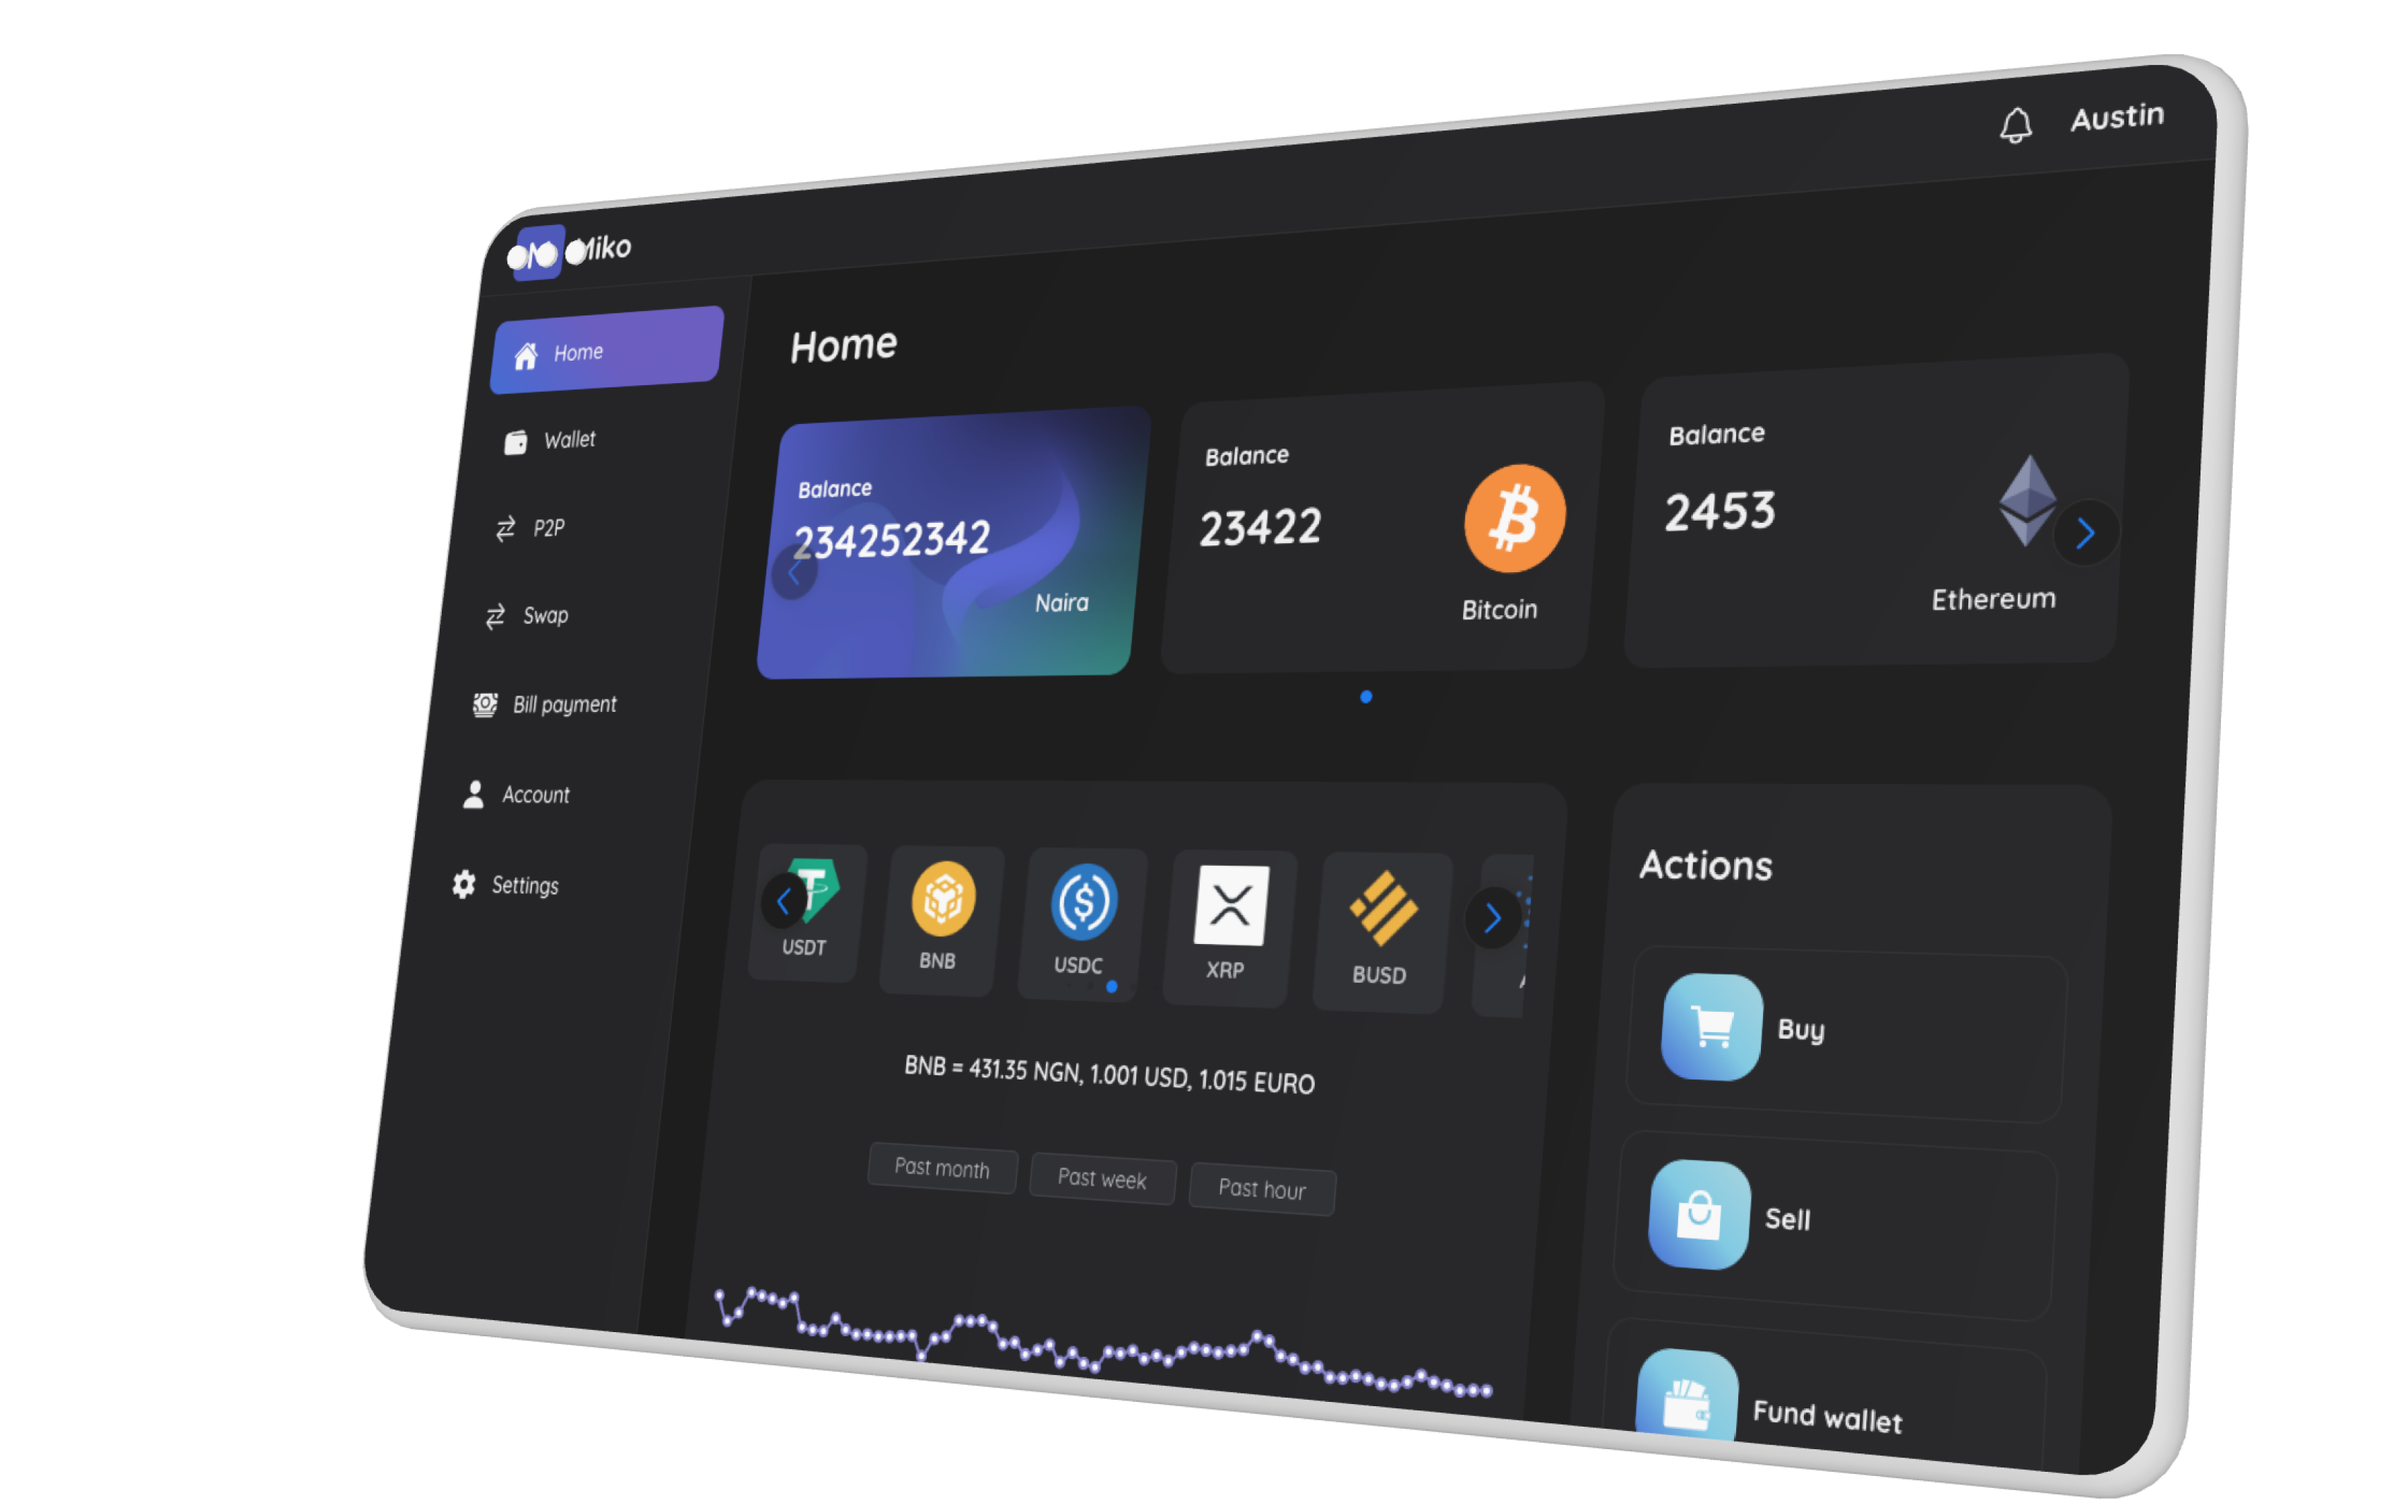 Austin
Miko
Home
Wallet
P2P
Swap
Bill payment
Account
Settings
Home
Balance
234252342
Naira
Balance
23422
Bitcoin
Balance
2453
Ethereum
USDT
BNB
USDC
XRP
BUSD
BNB = 431.35 NGN, 1.001 USD, 1.015 EURO
Past month
Past week
Past hour
Actions
Buy
Sell
Fund wallet